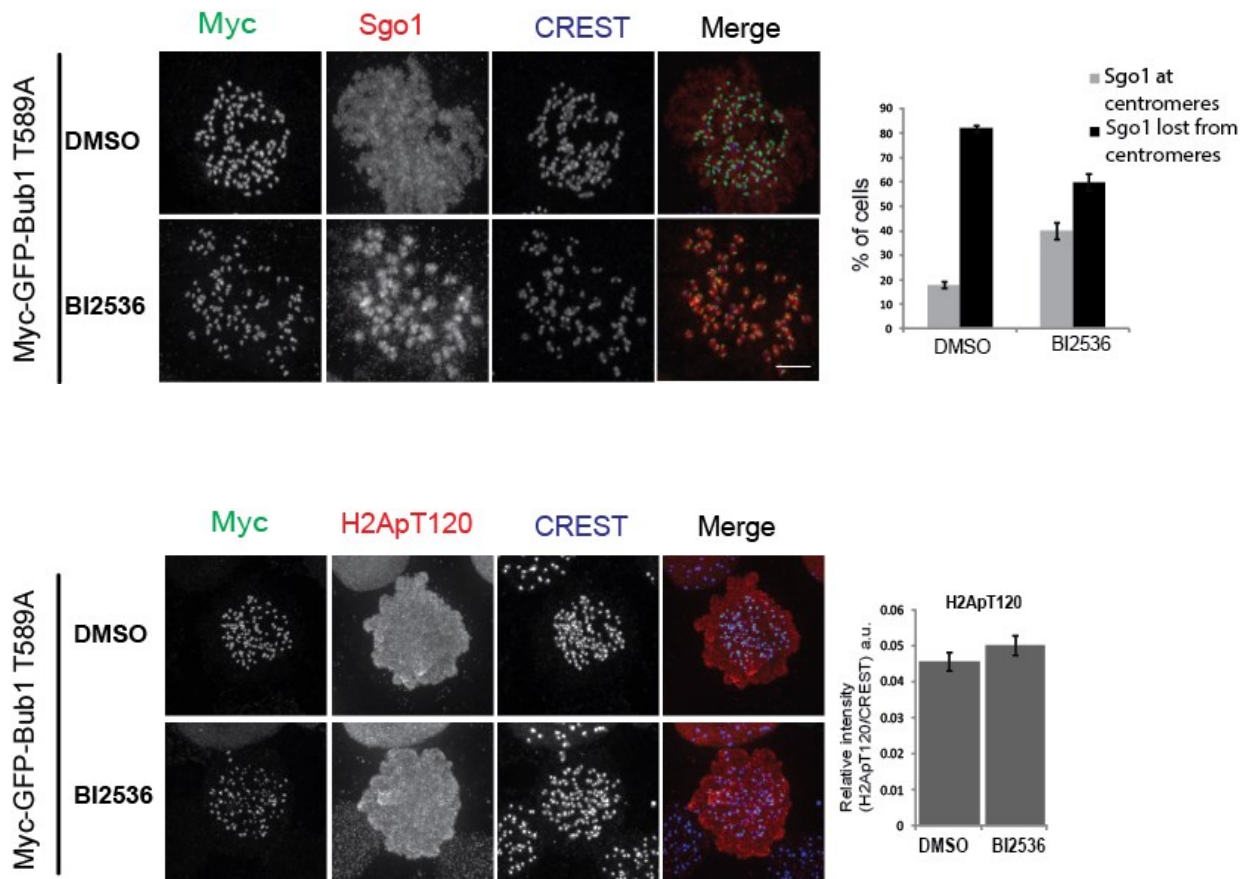 Myc Sgo1 CREST Merge
Myc-GFP-Bub1 T589A
DMSO
BI2536
Sgo1 at
centromeres
Sgo1 lost from
centromeres
% of cells
90
80
70
60
50
40
30
20
10
0
DMSO BI2536
Myc H2ApT120 CREST Merge
Myc-GFP-Bub1 T589A
DMSO
BI2536
H2ApT120
Relative intensity
(H2ApT120/CREST) a.u.
0.06
0.05
0.04
0.03
0.02
0.01
0
DMSO BI2536